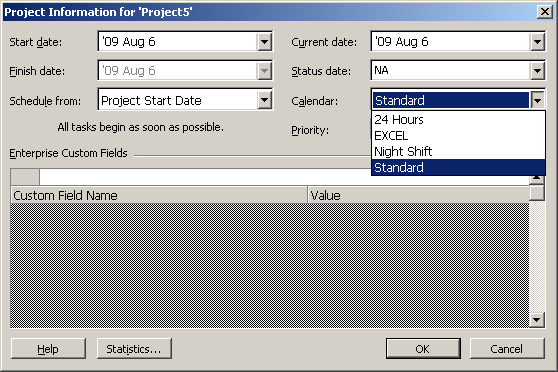 Project Information for 'Project5'
Start date: '09 Aug 6 Current date: '09 Aug 6
Finish date: '09 Aug 6 Status date: NA
Schedule from: Project Start Date Calendar: Standard
24 Hours
All tasks begin as soon as possible. Priority: EXCEL
Night Shift
Enterprise Custom Fields Standard
Custom Field Name Value
Help Statistics... OK Cancel